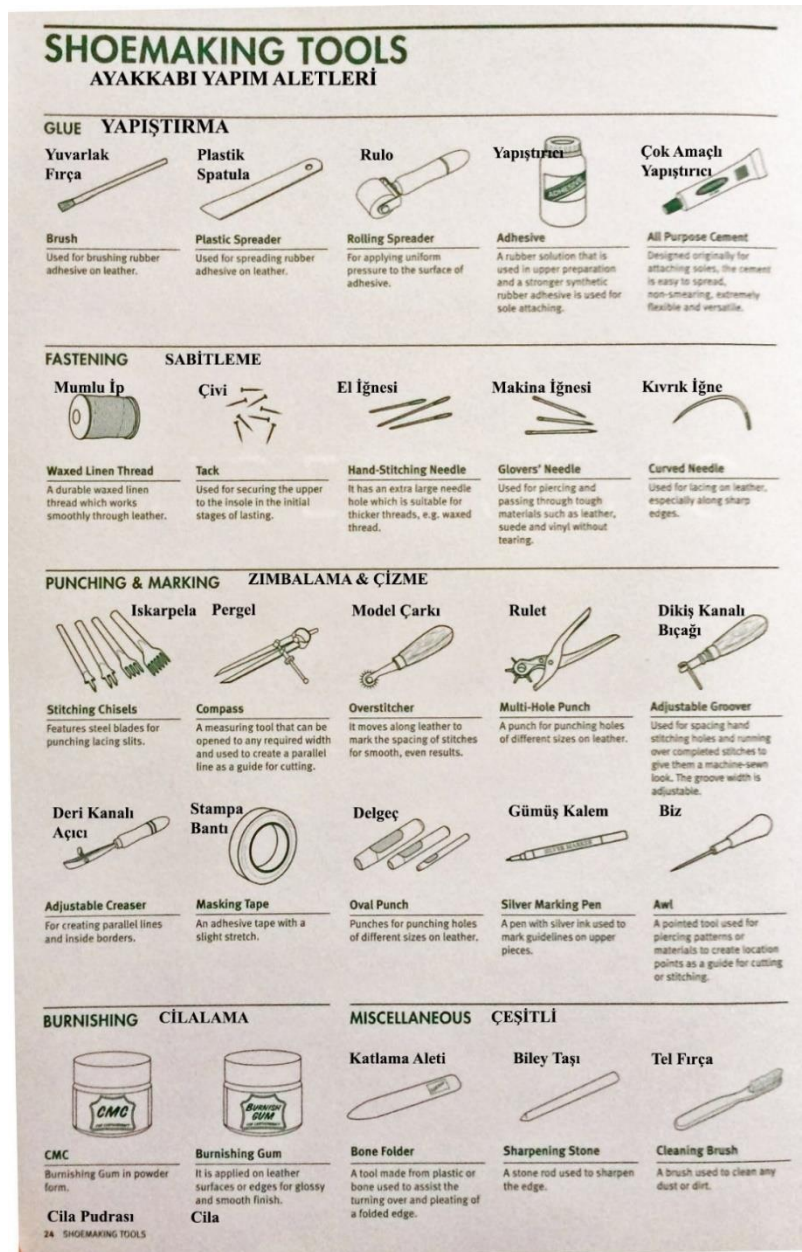 SHOEMAKING TOOLS
AYAKKABI YAPIM ALETLERİ
GLUE YAPIŞTIRMA
Yuvarlak
Fırça
Plastik
Spatula
Rulo
Yapıştırıcı
Çok Amaçlı
Yapıştırıcı
ADHESIVE
Brush
Used for brushing rubber
adhesive on leather.
Plastic Spreader
Used for spreading rubber
adhesive on leather.
Rolling Spreader
For applying uniform
pressure to the surface of
adhesive.
Adhesive
A rubber solution that is
used in upper preparation
and a stronger synthetic
rubber adhesive is used for
sole attaching.
All Purpose Cement
Designed originally for
attaching soles, the cement
is easy to spread,
non-smearing, extremely
flexible and versatile.
FASTENING SABİTLEME
Mumlu İp
Çivi
El İğnesi
Makina İğnesi
Kıvrık İğne
Waxed Linen Thread
A durable waxed linen
thread which works
smoothly through leather.
Tack
Used for securing the upper
to the insole in the initial
stages of lasting.
Hand-Stitching Needle
It has an extra large needle
hole which is suitable for
thicker threads, e.g. waxed
thread.
Glovers' Needle
Used for piercing and
passing through tough
materials such as leather,
suede and vinyl without
tearing.
Curved Needle
Used for lacing on leather,
especially along sharp
edges.
PUNCHING & MARKING ZIMBALAMA & ÇİZME
Iskarpela
Pergel
Model Çarkı
Rulet
Dikiş Kanalı
Bıçağı
Stitching Chisels
Features steel blades for
punching lacing slits.
Compass
A measuring tool that can be
opened to any required width
and used to create a parallel
line as a guide for cutting.
Overstitcher
It moves along leather to
mark the spacing of stitches
for smooth, even results.
Multi-Hole Punch
A punch for punching holes
of different sizes on leather.
Adjustable Groover
Used for spacing hand
stitching holes and running
over completed stitches to
give them a machine-sewn
look. The groove width is
adjustable.
Deri Kanalı
Açıcı
Stampa
Bantı
Delgeç
Gümüş Kalem
Biz
SILVER MARKER
Adjustable Creaser
For creating parallel lines
and inside borders.
Masking Tape
An adhesive tape with a
slight stretch.
Oval Punch
Punches for punching holes
of different sizes on leather.
Silver Marking Pen
A pen with silver ink used to
mark guidelines on upper
pieces.
Awl
A pointed tool used for
piercing patterns or
materials to create location
points as a guide for cutting
or stitching.
BURNISHING CİLALAMA
MISCELLANEOUS ÇEŞİTLİ
Katlama Aleti
Biley Taşı
Tel Fırça
CMC
BURNISH
GUM
CMC
Burnishing Gum in powder
form.
Burnishing Gum
It is applied on leather
surfaces or edges for glossy
and smooth finish.
Bone Folder
A tool made from plastic or
bone used to assist the
turning over and pleating of
a folded edge.
Sharpening Stone
A stone rod used to sharpen
the edge.
Cleaning Brush
A brush used to clean any
dust or dirt.
Cila Pudrası
Cila
24 SHOEMAKING TOOLS